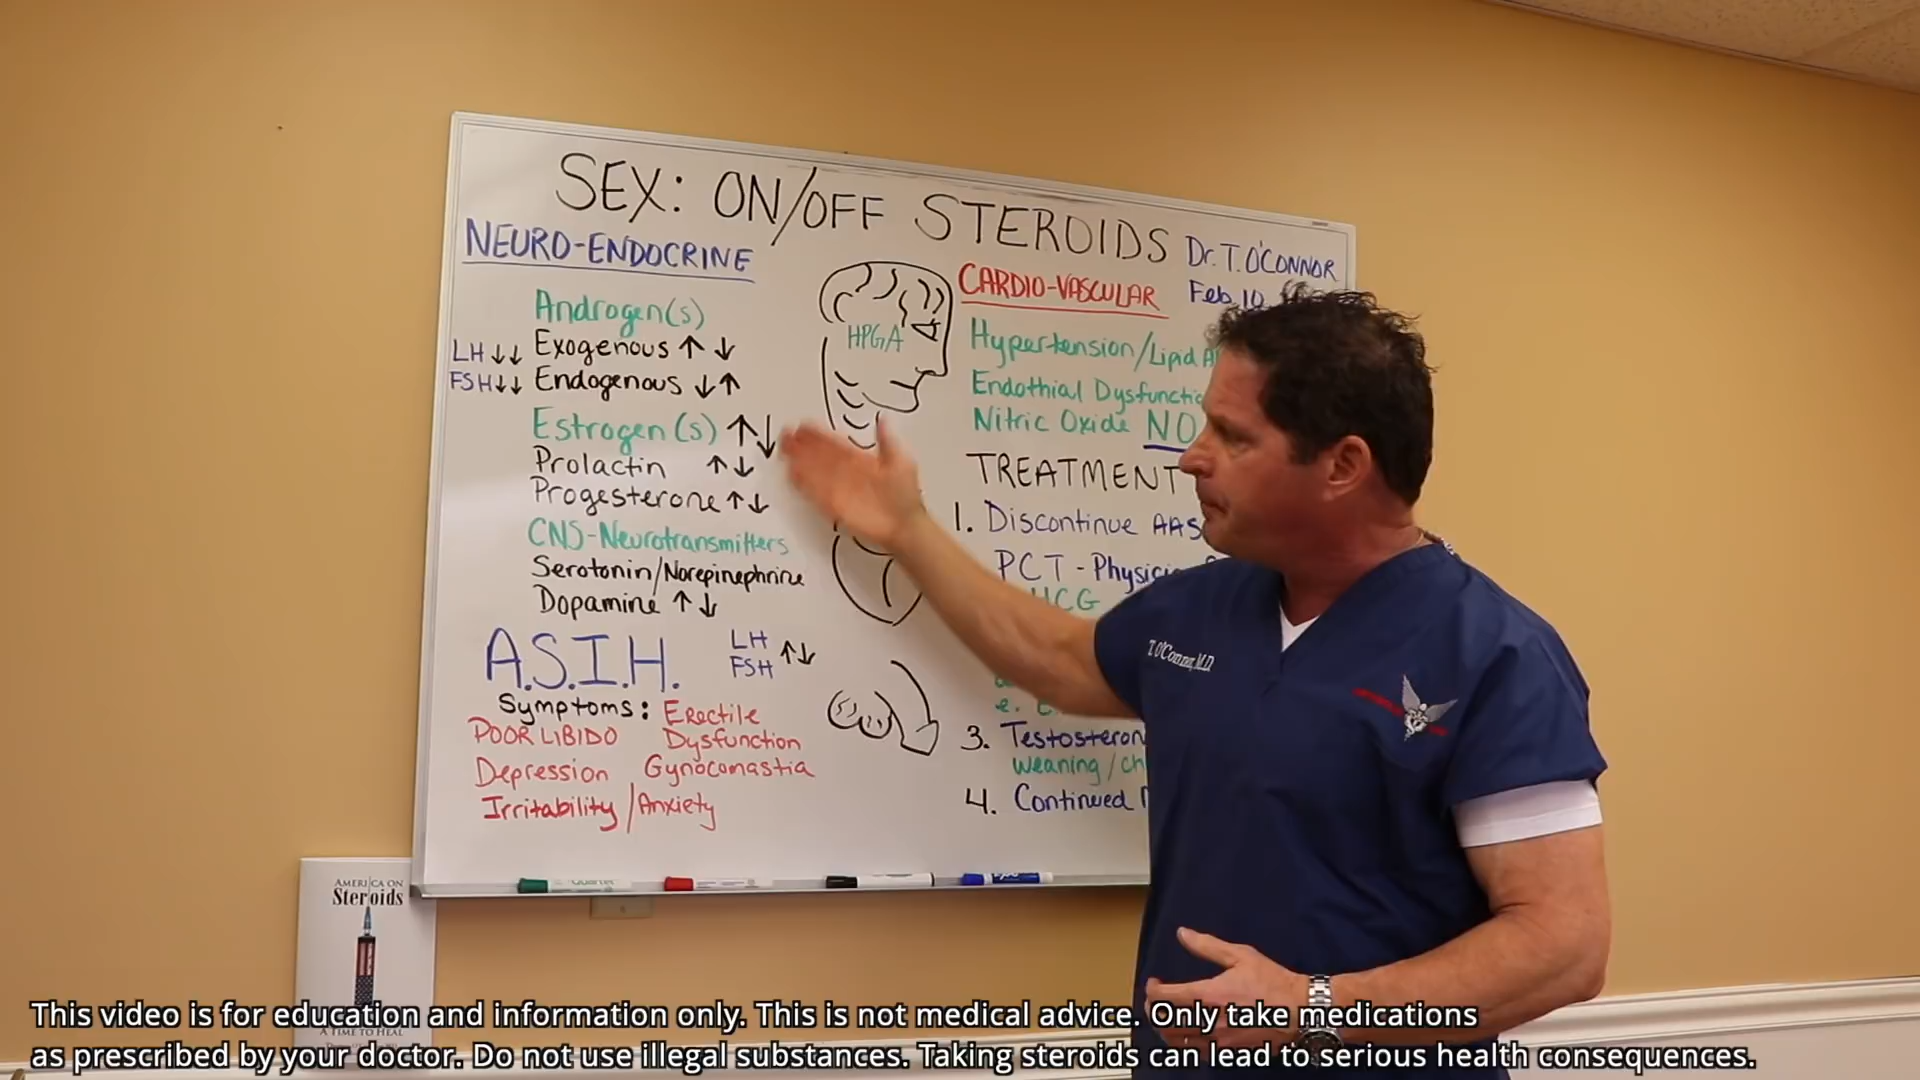 SEX: ON/OFF STEROIDS
Dr. T. O'CONNOR
Feb. 10
NEURO-ENDOCRINE
Androgen(s)
LH ↓↓ Exogenous ↑ ↓
FSH ↓↓ Endogenous ↓ ↑
Estrogen (s) ↑ ↓
Prolactin ↑ ↓
Progesterone ↑ ↓
CNS-Neurotransmitters
Serotonin/Norepinephrine
Dopamine ↑ ↓
A.S.I.H.
LH
FSH ↑↓
Symptoms: Erectile
POOR LIBIDO Dysfunction
Depression Gynocomastia
Irritability / Anxiety
HPGA
CARDIO-VASCULAR
Hypertension/Lipid
Endothial
Nitric Oxide NO
TREATMENT
1. Discontinue AAS
PCT -
HCG
e.
3.
weaning /
4. Continued
T. O'Connor, M.D.
AMERICA ON
Steroids
A TIME TO HEAL
This video is for education and information only. This is not medical advice. Only take medications
as prescribed by your doctor. Do not use illegal substances. Taking steroids can lead to serious health consequences.